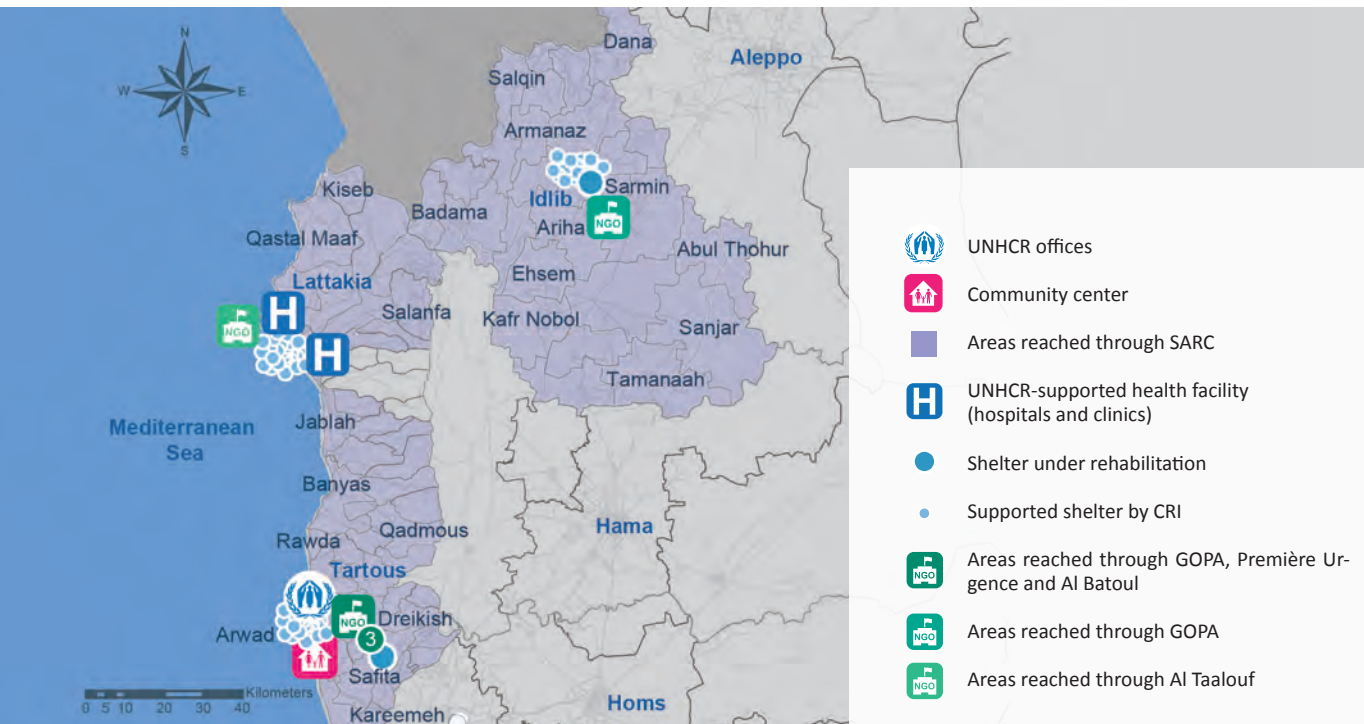 N
W
E
S
Dana
Aleppo
Salqin
Armanaz
Kiseb
Idlib
Sarmin
Badama
Ariha
NGO
Qastal Maaf
Abul Thohur
Lattakia
Ehsem
H
Salanfa
Kafr Nobol
Sanjar
NGO
H
Tamanaah
Mediterranean
Sea
Jablah
Banyas
Qadmous
Hama
Rawda
Tartous
NGO
Dreikish
Arwad
3
Safita
Kilometers
0 5 10 20 30 40
Kareemeh
Homs
UNHCR offices
Community center
Areas reached through SARC
H
UNHCR-supported health facility
(hospitals and clinics)
Shelter under rehabilitation
Supported shelter by CRI
NGO
Areas reached through GOPA, Première Ur-
gence and Al Batoul
NGO
Areas reached through GOPA
NGO
Areas reached through Al Taalouf